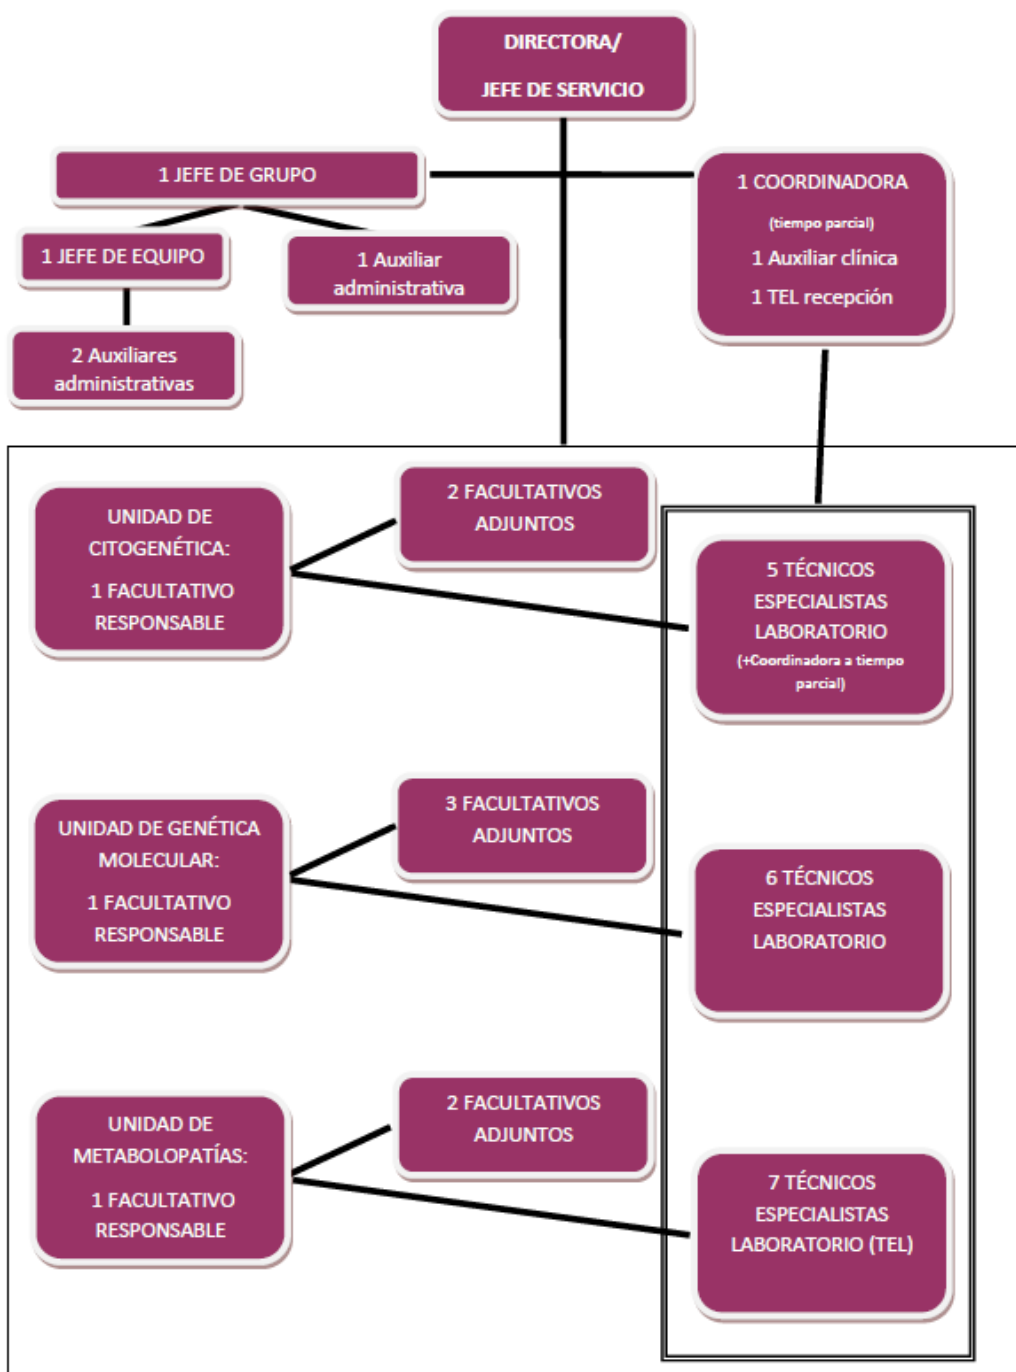 DIRECTORA/
JEFE DE SERVICIO
1 JEFE DE GRUPO
1 COORDINADORA
(tiempo parcial)
1 Auxiliar clínica
1 TEL recepción
1 JEFE DE EQUIPO
1 Auxiliar
administrativa
2 Auxiliares
administrativas
UNIDAD DE
CITOGENÉTICA:
1 FACULTATIVO
RESPONSABLE
2 FACULTATIVOS
ADJUNTOS
5 TÉCNICOS
ESPECIALISTAS
LABORATORIO
(+Coordinadora a tiempo
parcial)
UNIDAD DE GENÉTICA
MOLECULAR:
1 FACULTATIVO
RESPONSABLE
3 FACULTATIVOS
ADJUNTOS
6 TÉCNICOS
ESPECIALISTAS
LABORATORIO
UNIDAD DE
METABOLOPATÍAS:
1 FACULTATIVO
RESPONSABLE
2 FACULTATIVOS
ADJUNTOS
7 TÉCNICOS
ESPECIALISTAS
LABORATORIO (TEL)